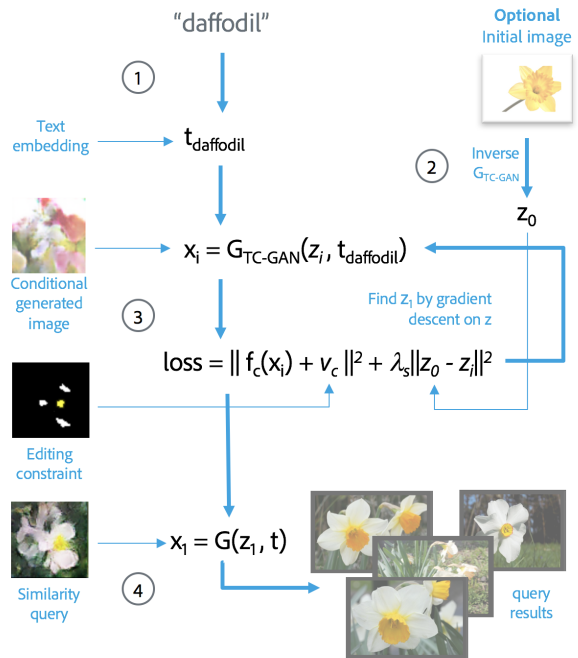 “daffodil”
Optional
Initial image
1
Text
embedding
t_daffodil
2
Inverse
G_TC-GAN
z_0
x_i = G_TC-GAN(z_i, t_daffodil)
Conditional
generated
image
3
Find z_1 by gradient
descent on z
loss = || f_c(x_i) + v_c ||² + λ_s||z_0 - z_i||²
Editing
constraint
x_1 = G(z_1, t)
Similarity
query
4
query
results